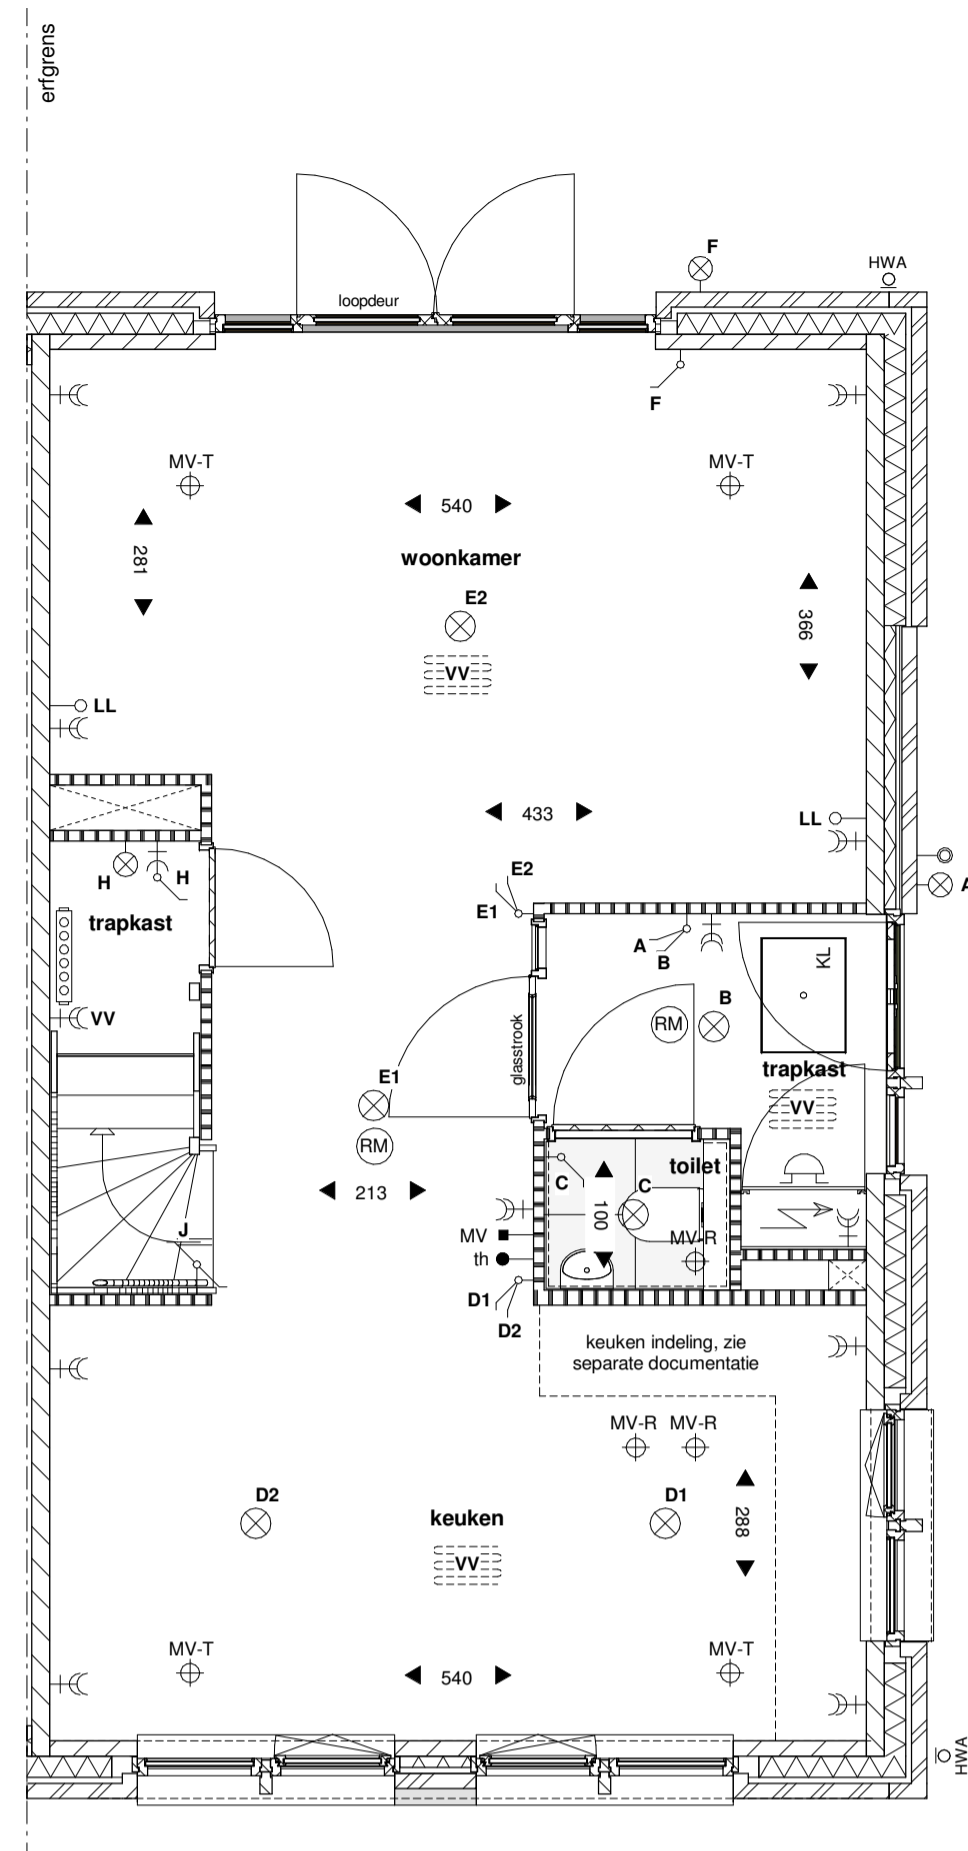 erfgrens
F
HWA
loopdeur
F
MV-T
MV-T
540
281
woonkamer
E2
366
VV
LL
433
LL
H
H
E2
E1
A
trapkast
A
B
KL
VV
B
RM
glasstrook
trapkast
E1
VV
RM
toilet
C
C
213
100
J
MV
MV-R
th
D1
D2
keuken indeling, zie
separate documentatie
MV-R
MV-R
D2
D1
288
keuken
VV
MV-T
MV-T
540
HWA